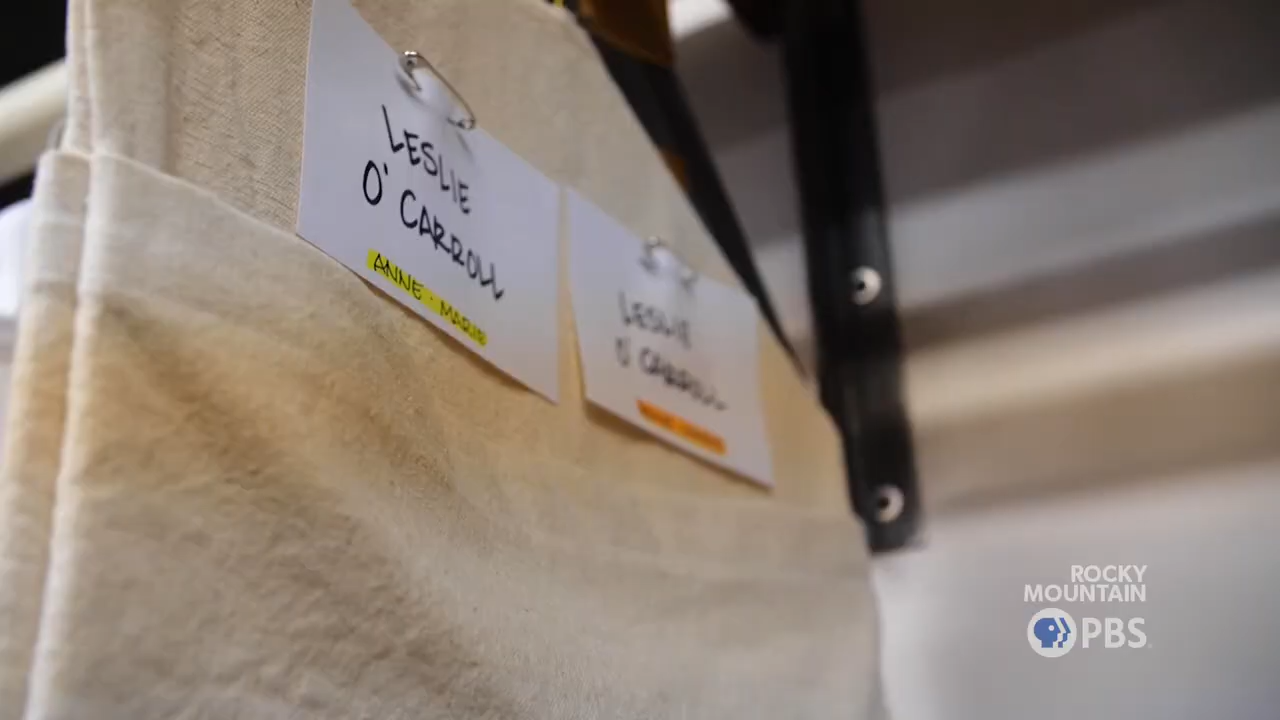 LESLIE
O' CARROLL
ANNE - MARIE
LESLIE
O' CARROLL
ROCKY
MOUNTAIN
PBS